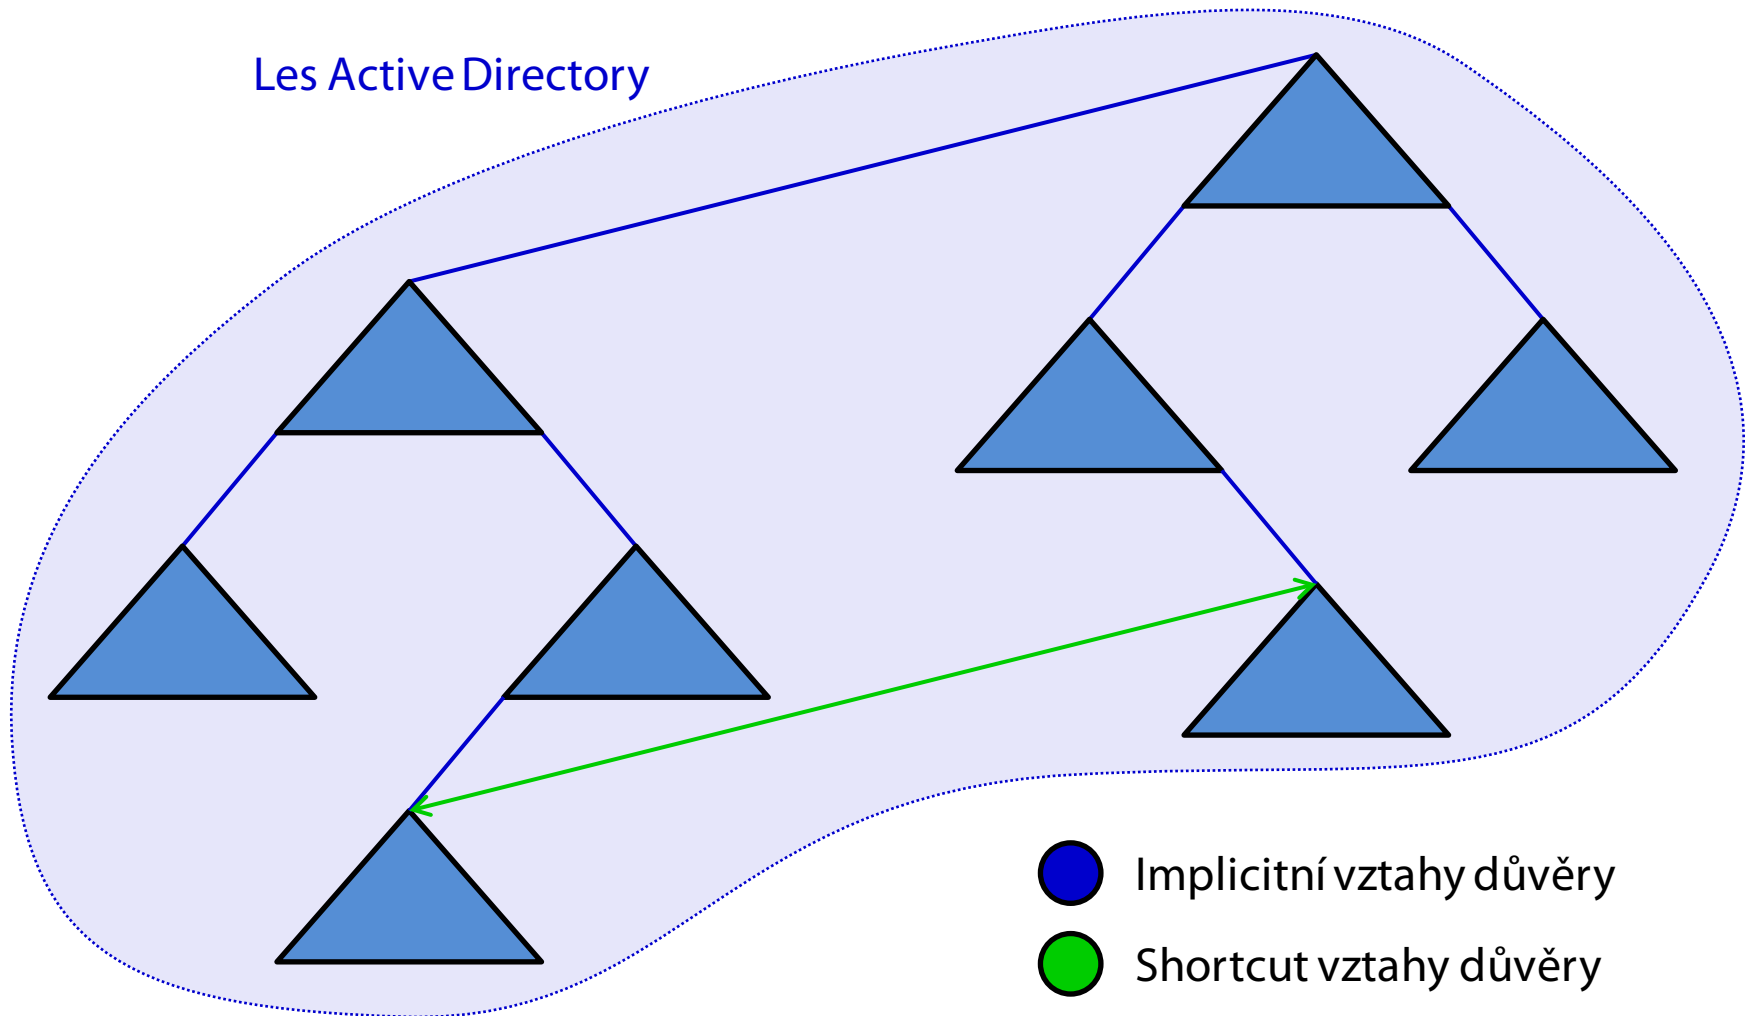 Les Active Directory
Implicitní vztahy důvěry
Shortcut vztahy důvěry